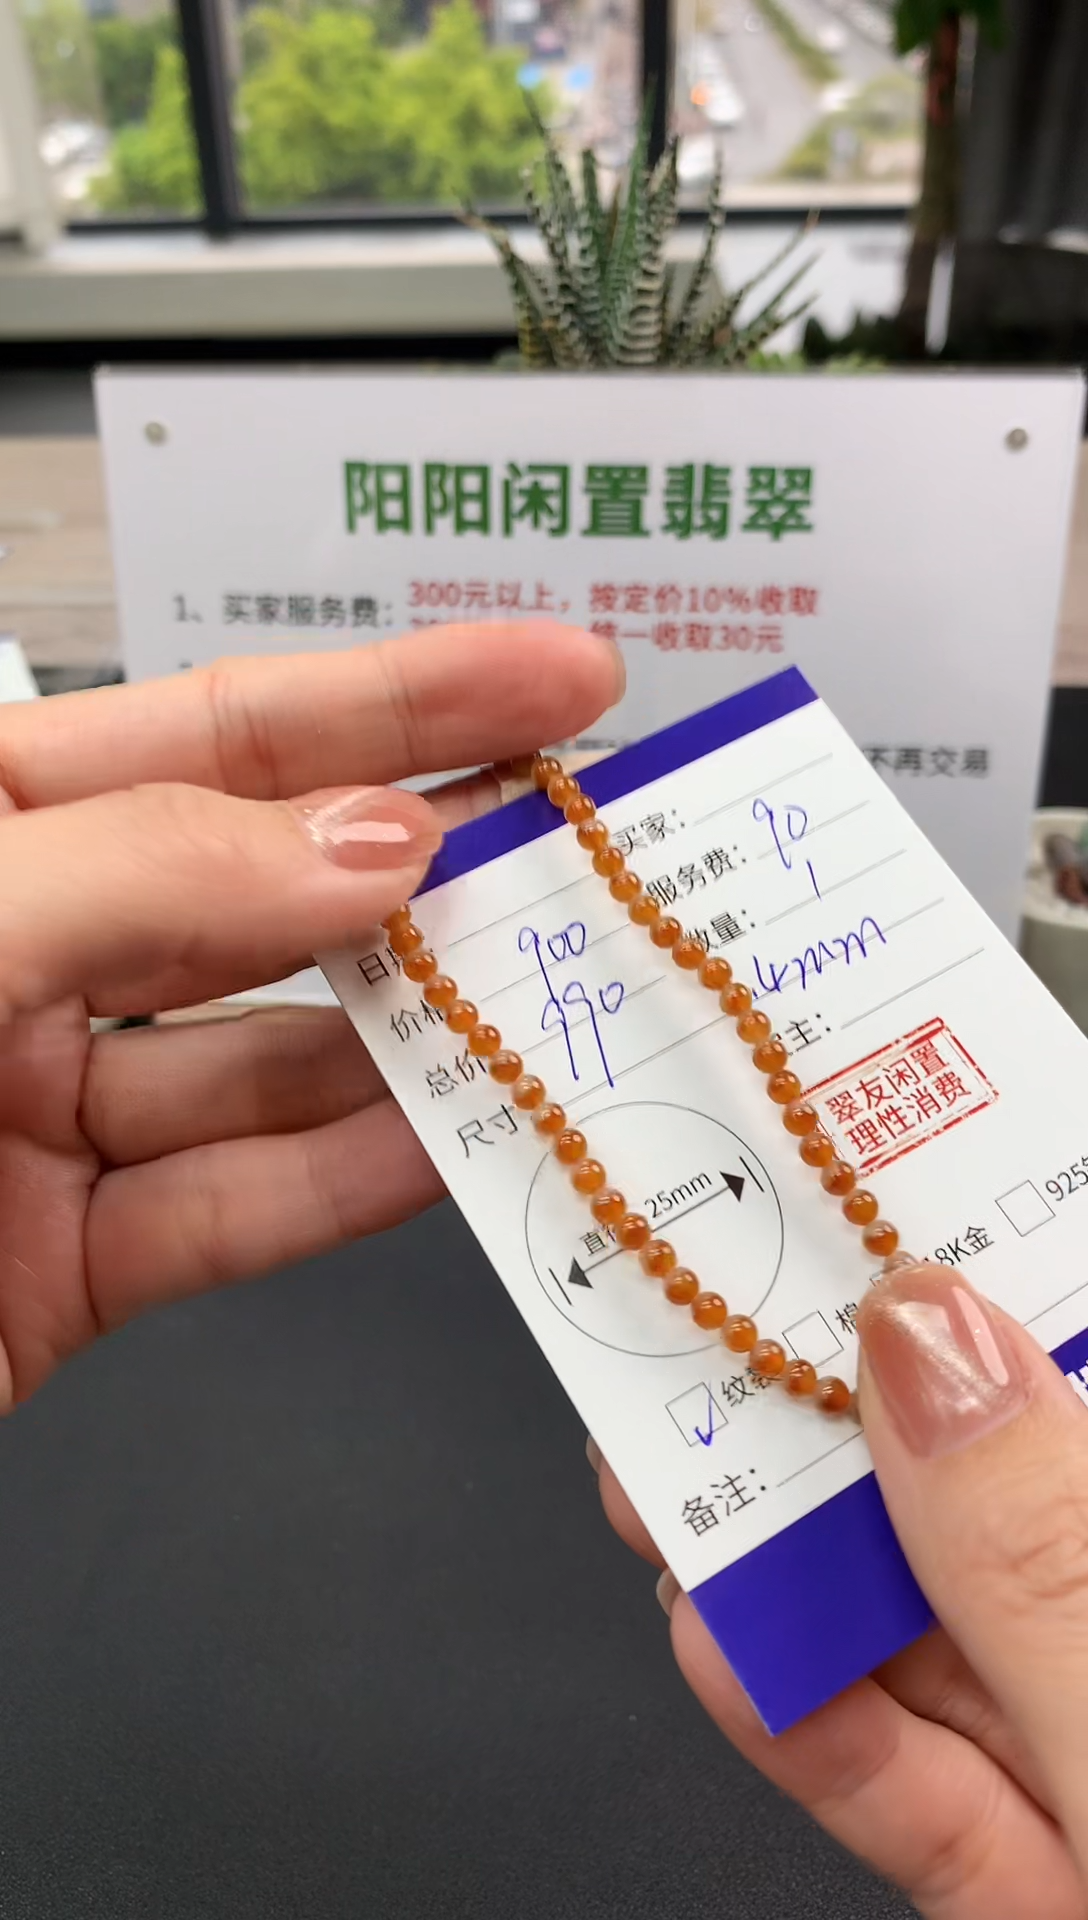 阳阳闲置翡翠
1、买家服务费：300元以上，按定价10%收取
统一收取30元
不再交易
买家：
服务费：90
数量：1
日期：
价格 900
总价 990
尺寸 .4mm
主：
翠友闲置
理性消费
直径 25mm
925
18K金
棉
✓ 纹裂
备注：